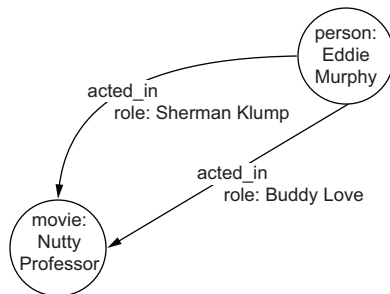 person:
Eddie
Murphy
acted_in
role: Sherman Klump
acted_in
role: Buddy Love
movie:
Nutty
Professor